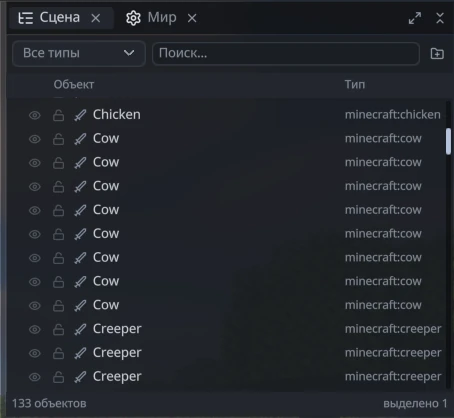 Сцена Мир
Все типы Поиск...
Объект Тип
Chicken minecraft:chicken
Cow minecraft:cow
Cow minecraft:cow
Cow minecraft:cow
Cow minecraft:cow
Cow minecraft:cow
Cow minecraft:cow
Cow minecraft:cow
Cow minecraft:cow
Creeper minecraft:creeper
Creeper minecraft:creeper
Creeper minecraft:creeper
133 объектов выделено 1